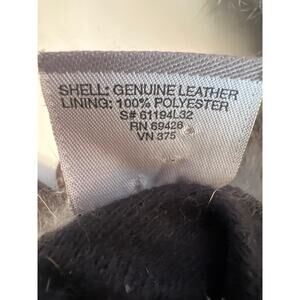 SHELL: GENUINE LEATHER
LINING: 100% POLYESTER
S# 61194L32
RN 69426
VN 375